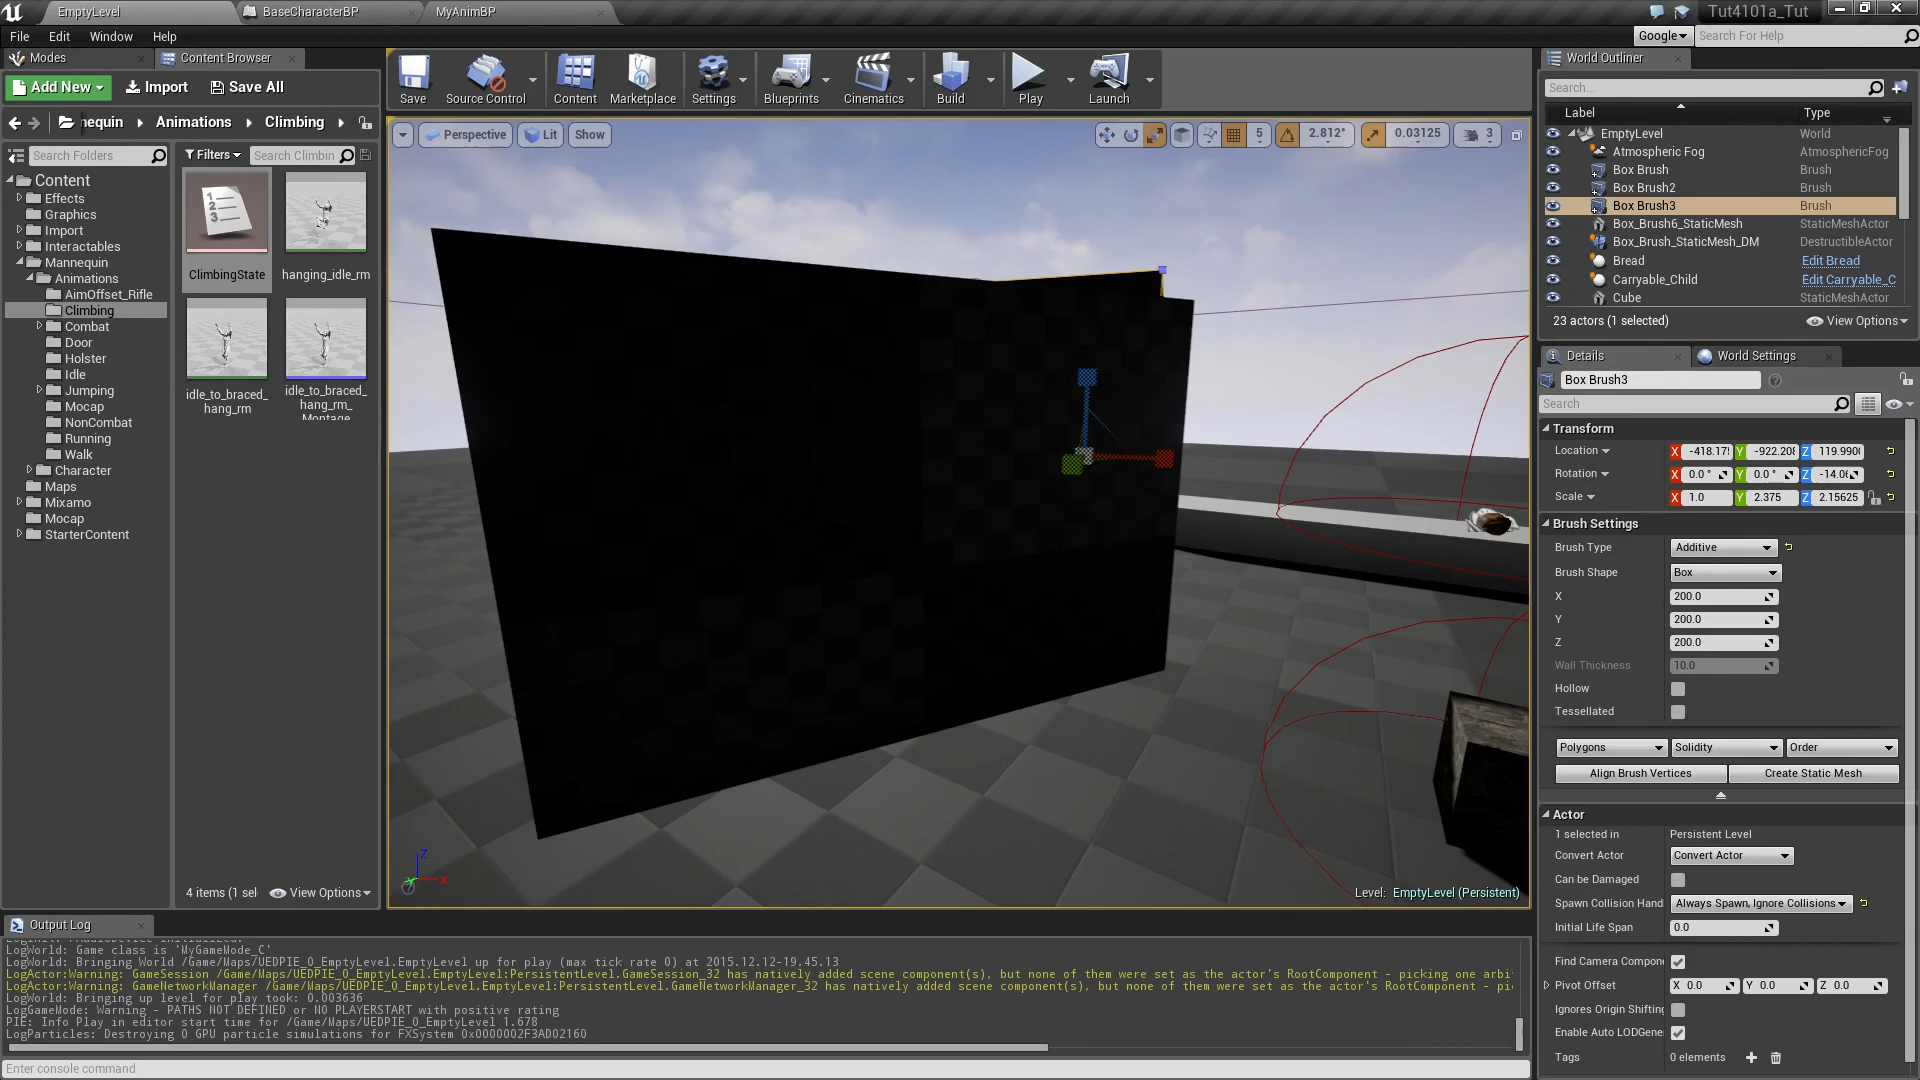 EmptyLevel
BaseCharacterBP
MyAnimBP
Tut4101a_Tut
File Edit Window Help
Google
Search For Help
Modes
Content Browser
Add New
Import
Save All
nequin Animations Climbing
Search Folders
Filters
Search Climbin
Content
Effects
Graphics
Import
Interactables
Mannequin
Animations
AimOffset_Rifle
Climbing
Combat
Door
Holster
Idle
Jumping
Mocap
NonCombat
Running
Walk
Character
Maps
Mixamo
Mocap
StarterContent
ClimbingState
hanging_idle_rm
idle_to_braced_
hang_rm
idle_to_braced_
hang_rm_
Montage
4 items (1 sel
View Options
Save
Source Control
Content
Marketplace
Settings
Blueprints
Cinematics
Build
Play
Launch
Perspective
Lit
Show
5
2.812°
0.03125
3
Z
X
Level: EmptyLevel (Persistent)
World Outliner
Search...
Label Type
EmptyLevel World
Atmospheric Fog AtmosphericFog
Box Brush Brush
Box Brush2 Brush
Box Brush3 Brush
Box_Brush6_StaticMesh StaticMeshActor
Box_Brush_StaticMesh_DM DestructibleActor
Bread Edit Bread
Carryable_Child Edit Carryable_C
Cube StaticMeshActor
23 actors (1 selected)
View Options
Details
World Settings
Box Brush3
Search
Transform
Location X -418.17 Y -922.208 Z 119.990
Rotation X 0.0 ° Y 0.0 ° Z -14.06
Scale X 1.0 Y 2.375 Z 2.15625
Brush Settings
Brush Type Additive
Brush Shape Box
X 200.0
Y 200.0
Z 200.0
Wall Thickness 10.0
Hollow
Tessellated
Polygons Solidity Order
Align Brush Vertices Create Static Mesh
Actor
1 selected in Persistent Level
Convert Actor Convert Actor
Can be Damaged
Spawn Collision Hand Always Spawn, Ignore Collisions
Initial Life Span 0.0
Find Camera Compon
Pivot Offset X 0.0 Y 0.0 Z 0.0
Ignores Origin Shifting
Enable Auto LODGene
Tags 0 elements
Output Log
LogWorld: Game class is 'MyGameMode_C'
LogWorld: Bringing World /Game/Maps/UEDPIE_0_EmptyLevel.EmptyLevel up for play (max tick rate 0) at 2015.12.12-19.45.13
LogActor:Warning: GameSession /Game/Maps/UEDPIE_0_EmptyLevel.EmptyLevel:PersistentLevel.GameSession_32 has natively added scene component(s), but none of them were set as the actor's RootComponent - picking one arbi
LogActor:Warning: GameNetworkManager /Game/Maps/UEDPIE_0_EmptyLevel.EmptyLevel:PersistentLevel.GameNetworkManager_32 has natively added scene component(s), but none of them were set as the actor's RootComponent - pi
LogWorld: Bringing up level for play took: 0.003636
LogGameMode: Warning - PATHS NOT DEFINED or NO PLAYERSTART with positive rating
PIE: Info Play in editor start time for /Game/Maps/UEDPIE_0_EmptyLevel 1.678
LogParticles: Destroying 0 GPU particle simulations for FXSystem 0x0000002F3AD02160
Enter console command